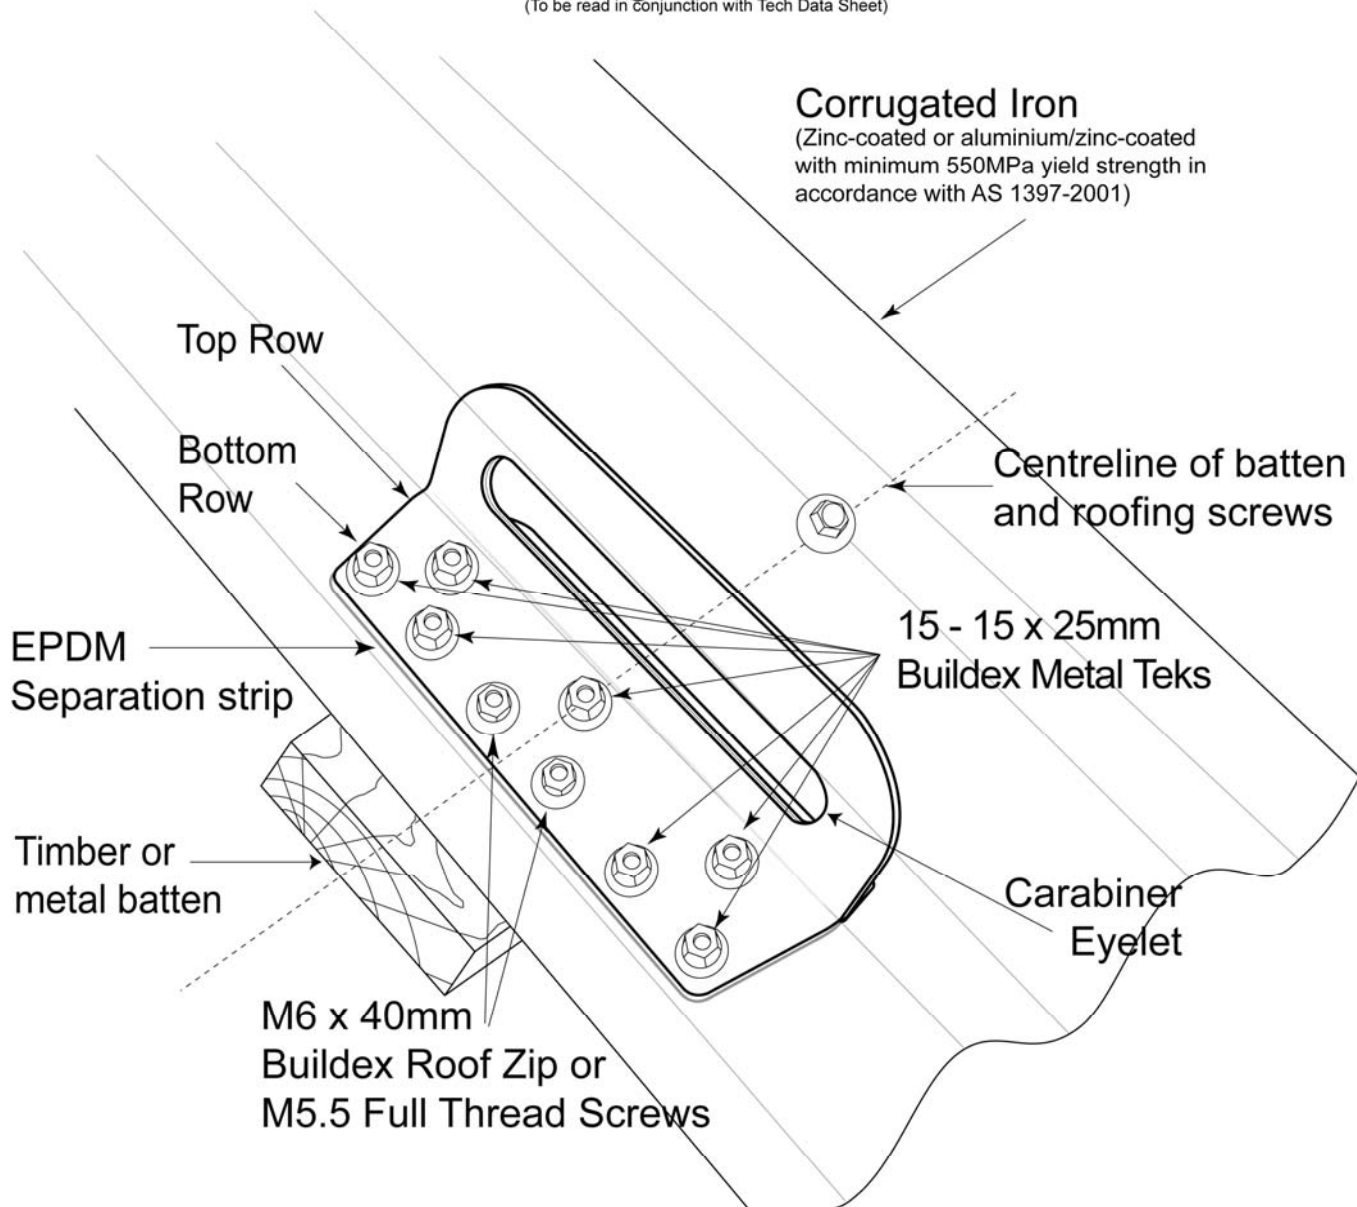 (To be read in conjunction with Tech Data Sheet)
Corrugated Iron
(Zinc-coated or aluminium/zinc-coated
with minimum 550MPa yield strength in
accordance with AS 1397-2001)
Top Row
Bottom
Row
Centreline of batten
and roofing screws
15 - 15 x 25mm
Buildex Metal Teks
EPDM
Separation strip
Timber or
metal batten
Carabiner
Eyelet
M6 x 40mm
Buildex Roof Zip or
M5.5 Full Thread Screws